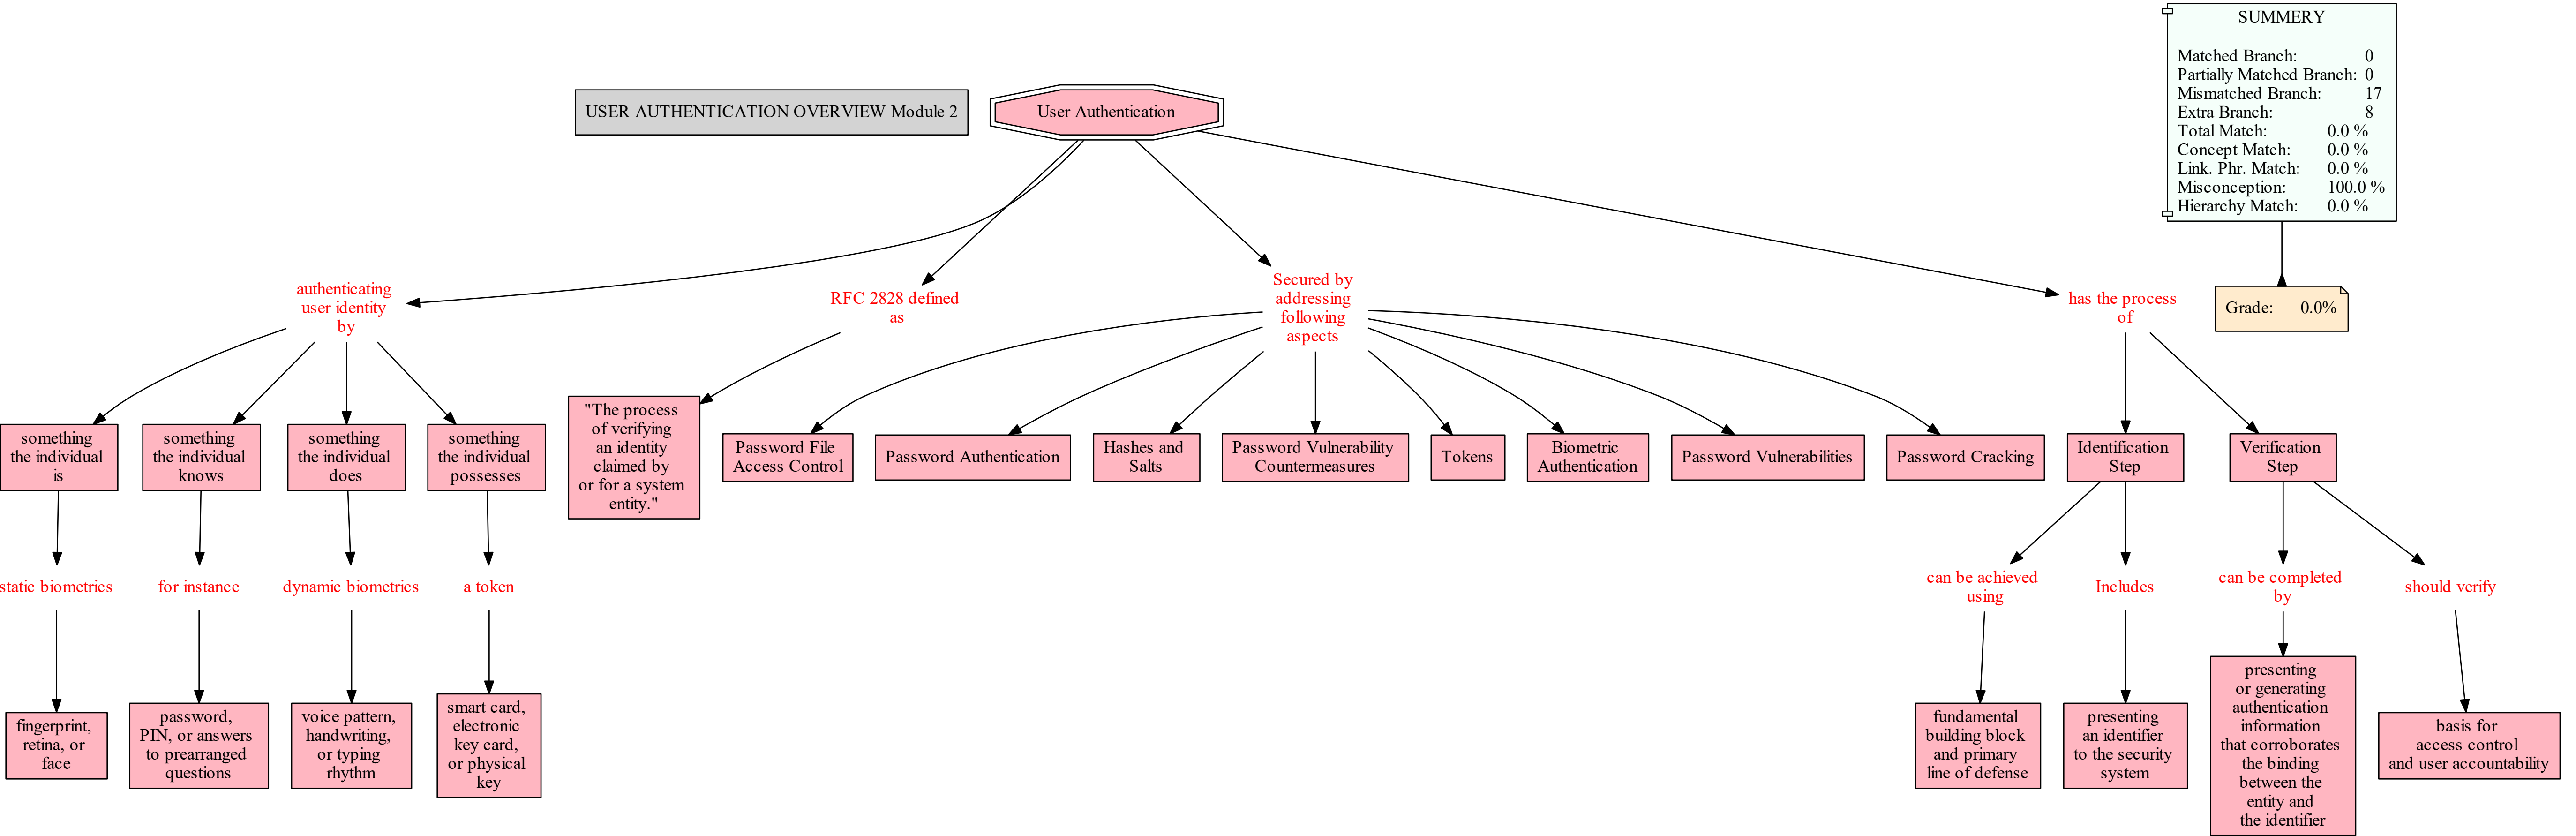 SUMMERY
Matched Branch: 0
Partially Matched Branch: 0
Mismatched Branch: 17
Extra Branch: 8
Total Match: 0.0 %
Concept Match: 0.0 %
Link. Phr. Match: 0.0 %
Misconception: 100.0 %
Hierarchy Match: 0.0 %
USER AUTHENTICATION OVERVIEW Module 2
User Authentication
authenticating
user identity
by
RFC 2828 defined
as
Secured by
addressing
following
aspects
has the process
of
Grade: 0.0%
something
the individual
is
something
the individual
knows
something
the individual
does
something
the individual
possesses
"The process
of verifying
an identity
claimed by
or for a system
entity."
Password File
Access Control
Password Authentication
Hashes and
Salts
Password Vulnerability
Countermeasures
Tokens
Biometric
Authentication
Password Vulnerabilities
Password Cracking
Identification
Step
Verification
Step
static biometrics
for instance
dynamic biometrics
a token
can be achieved
using
Includes
can be completed
by
should verify
fingerprint,
retina, or
face
password,
PIN, or answers
to prearranged
questions
voice pattern,
handwriting,
or typing
rhythm
smart card,
electronic
key card,
or physical
key
fundamental
building block
and primary
line of defense
presenting
an identifier
to the security
system
presenting
or generating
authentication
information
that corroborates
the binding
between the
entity and
the identifier
basis for
access control
and user accountability